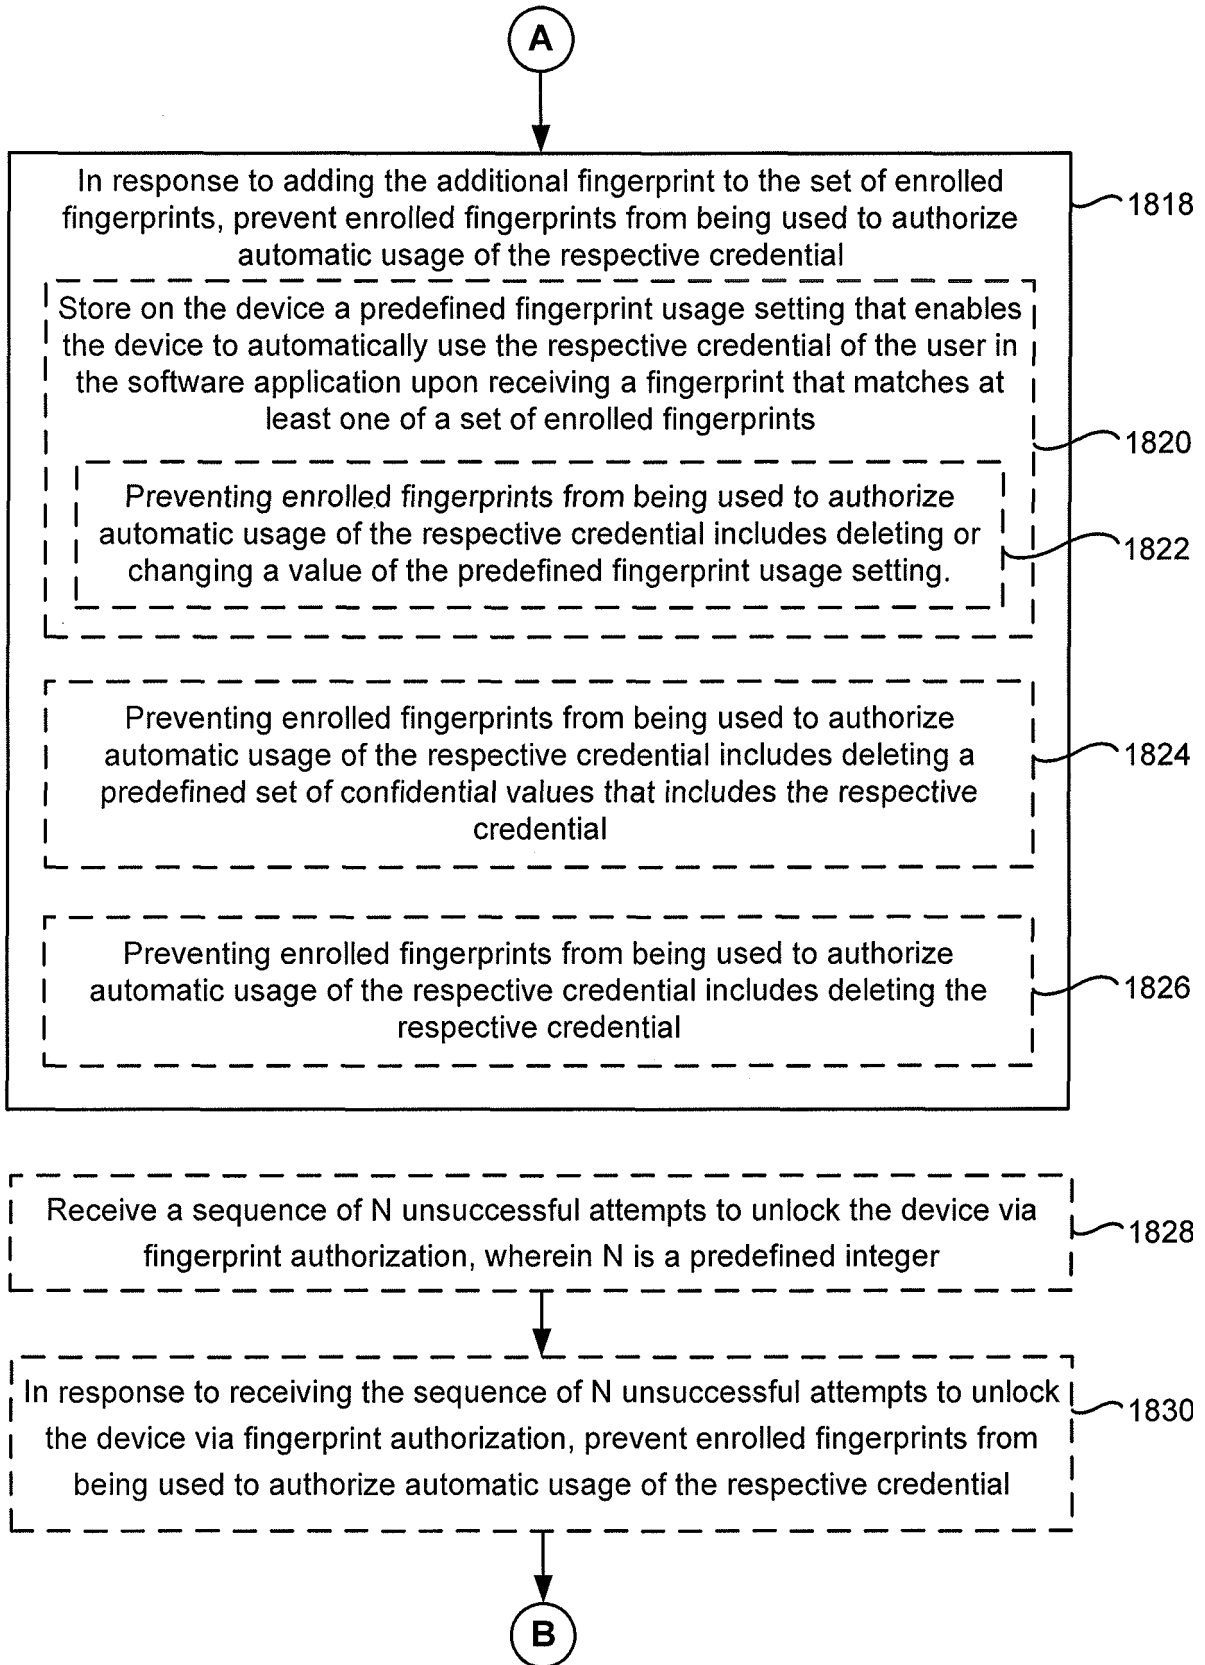 A
In response to adding the additional fingerprint to the set of enrolled
fingerprints, prevent enrolled fingerprints from being used to authorize
automatic usage of the respective credential
1818
Store on the device a predefined fingerprint usage setting that enables
the device to automatically use the respective credential of the user in
the software application upon receiving a fingerprint that matches at
least one of a set of enrolled fingerprints
1820
Preventing enrolled fingerprints from being used to authorize
automatic usage of the respective credential includes deleting or
changing a value of the predefined fingerprint usage setting.
1822
Preventing enrolled fingerprints from being used to authorize
automatic usage of the respective credential includes deleting a
predefined set of confidential values that includes the respective
credential
1824
Preventing enrolled fingerprints from being used to authorize
automatic usage of the respective credential includes deleting the
respective credential
1826
Receive a sequence of N unsuccessful attempts to unlock the device via
fingerprint authorization, wherein N is a predefined integer
1828
In response to receiving the sequence of N unsuccessful attempts to unlock
the device via fingerprint authorization, prevent enrolled fingerprints from
being used to authorize automatic usage of the respective credential
1830
B